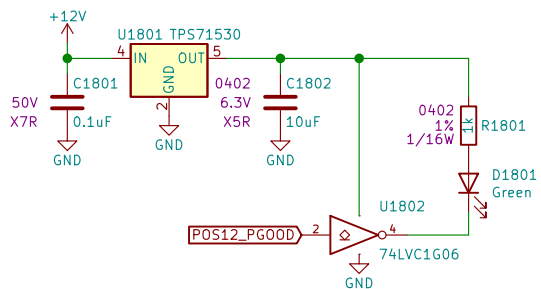 +12V
U1801 TPS71530
4 IN OUT 5
GND
2
C1801
50V
X7R
0.1uF
GND
GND
0402
6.3V
X5R
C1802
10uF
GND
0402
1%
1/16W
1k
R1801
D1801
Green
U1802
POS12_PGOOD
2
4
74LVC1G06
GND